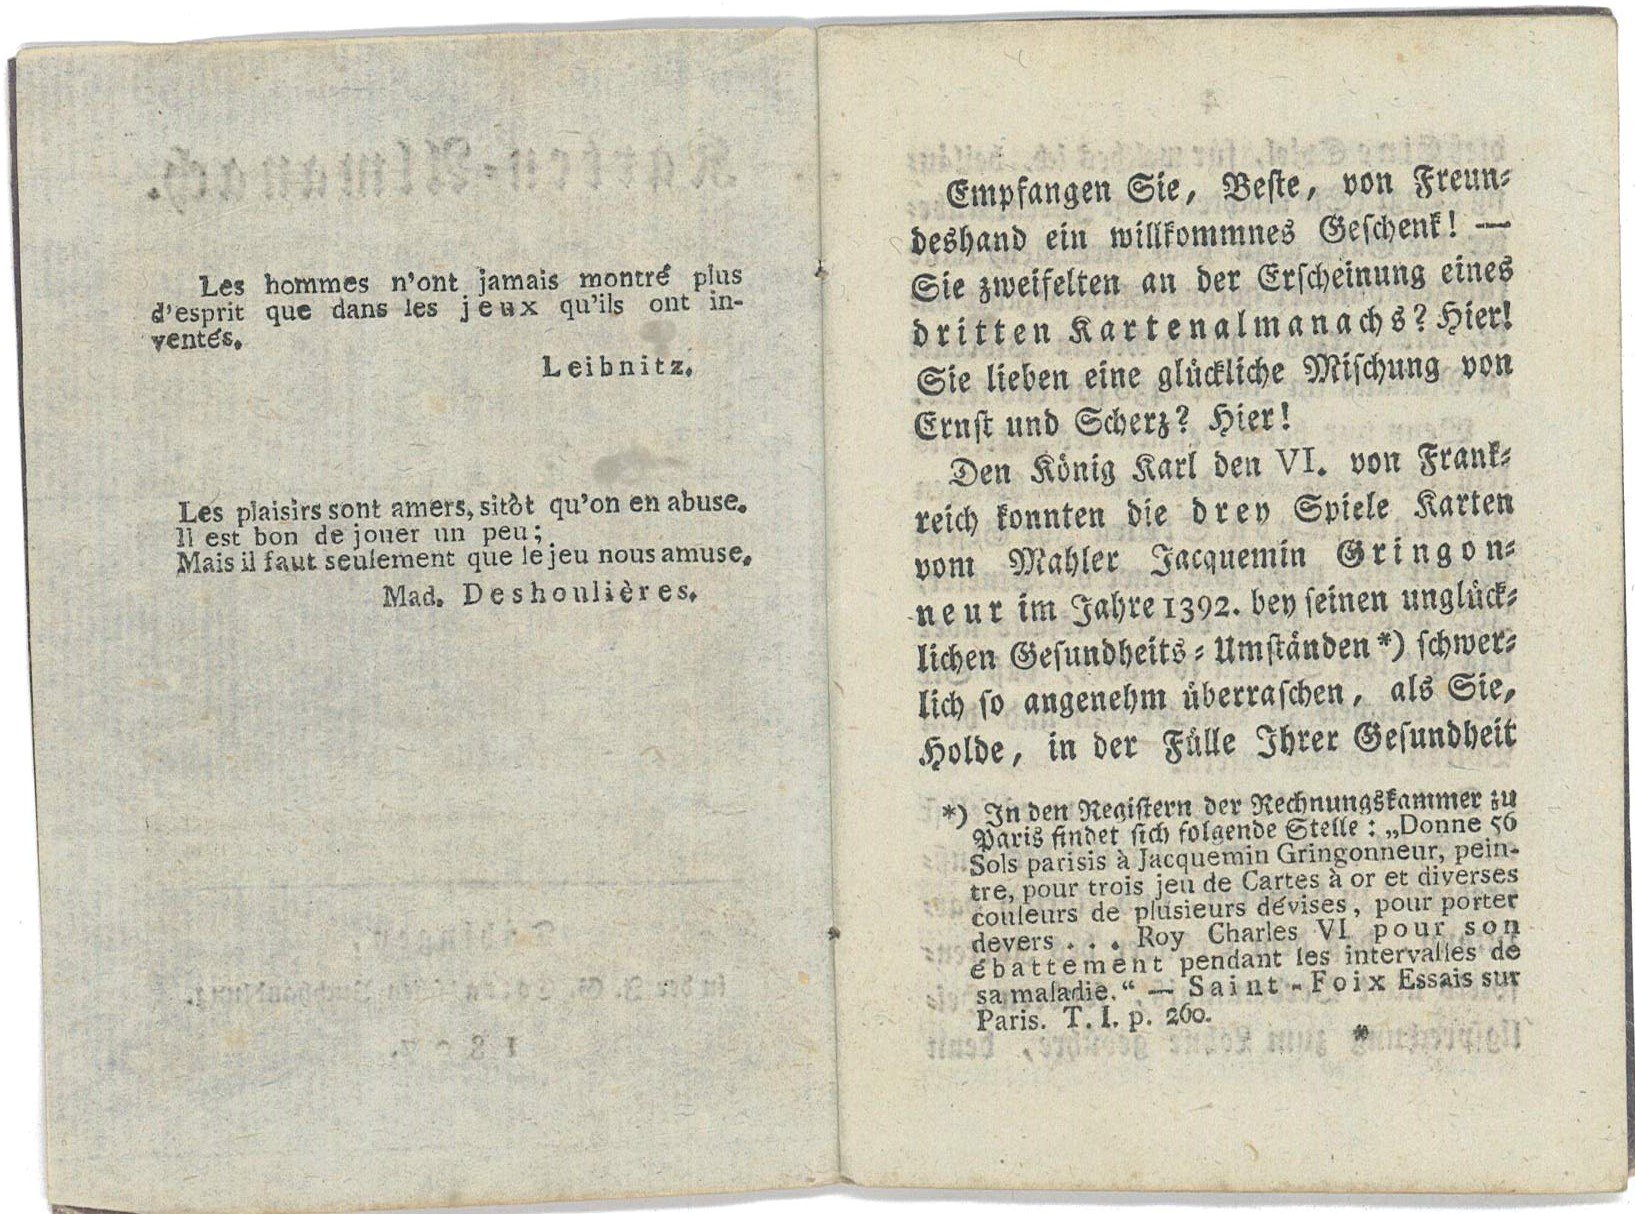 Les hommes n'ont jamais montré plus
d'esprit que dans les jeux qu'ils ont in-
ventés.
Leibnitz.
Les plaisirs sont amers, sitôt qu'on en abuse.
Il est bon de jouer un peu;
Mais il faut seulement que le jeu nous amuse.
Mad. Deshoulières.
Empfangen Sie, Beste, von Freun-
deshand ein willkommnes Geschenk! —
Sie zweifelten an der Erscheinung eines
dritten Kartenalmanachs? Hier!
Sie lieben eine glückliche Mischung von
Ernst und Scherz? Hier!
Den König Karl den VI. von Frank-
reich konnten die drey Spiele Karten
vom Mahler Jacquemin Gringon-
neur im Jahre 1392. bey seinen unglück-
lichen Gesundheits-Umständen *) schwer-
lich so angenehm überraschen, als Sie,
Holde, in der Fülle Ihrer Gesundheit
*) In den Registern der Rechnungskammer zu
Paris findet sich folgende Stelle: „Donne 56
Sols parisis à Jacquemin Gringonneur, pein-
tre, pour trois jeu de Cartes à or et diverses
couleurs de plusieurs dévises, pour porter
devers . . . Roy Charles VI pour son
ébattement pendant les intervalles de
sa maladie.“ — Saint-Foix Essais sur
Paris. T. I. p. 260.
*